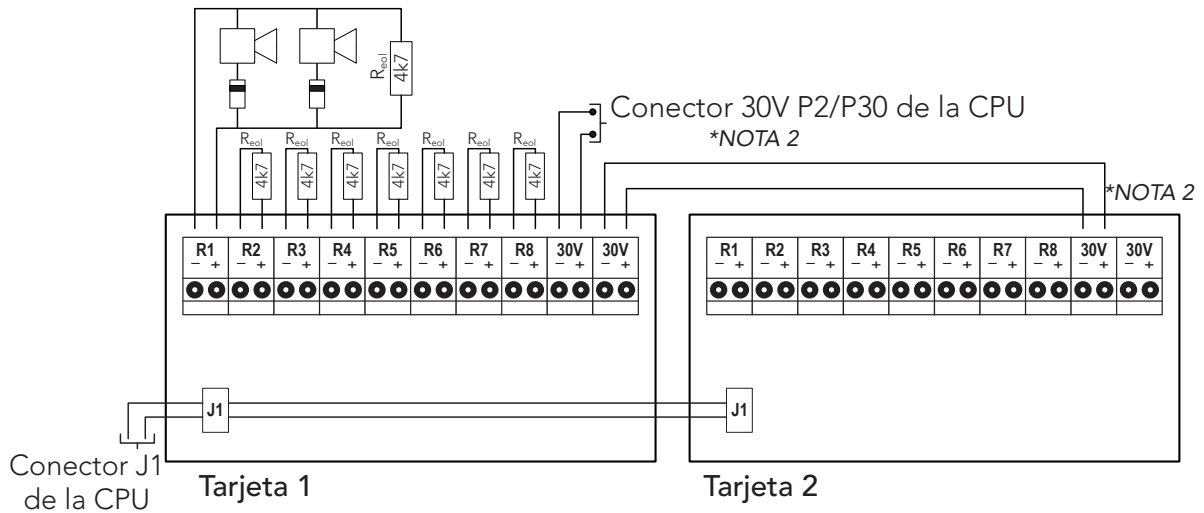 Reol
4k7
Conector 30V P2/P30 de la CPU
*NOTA 2
Reol Reol Reol Reol Reol Reol Reol
4k7 4k7 4k7 4k7 4k7 4k7 4k7
*NOTA 2
R1 R2 R3 R4 R5 R6 R7 R8 30V 30V
− + − + − + − + − + − + − + − + − + − +
R1 R2 R3 R4 R5 R6 R7 R8 30V 30V
− + − + − + − + − + − + − + − + − + − +
J1
J1
Conector J1
de la CPU
Tarjeta 1
Tarjeta 2